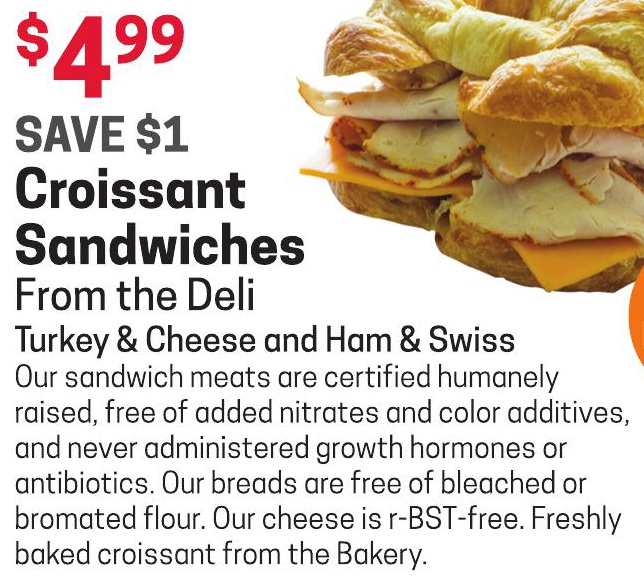 $4.99
SAVE $1
Croissant
Sandwiches
From the Deli
Turkey & Cheese and Ham & Swiss
Our sandwich meats are certified humanely
raised, free of added nitrates and color additives,
and never administered growth hormones or
antibiotics. Our breads are free of bleached or
bromated flour. Our cheese is r-BST-free. Freshly
baked croissant from the Bakery.